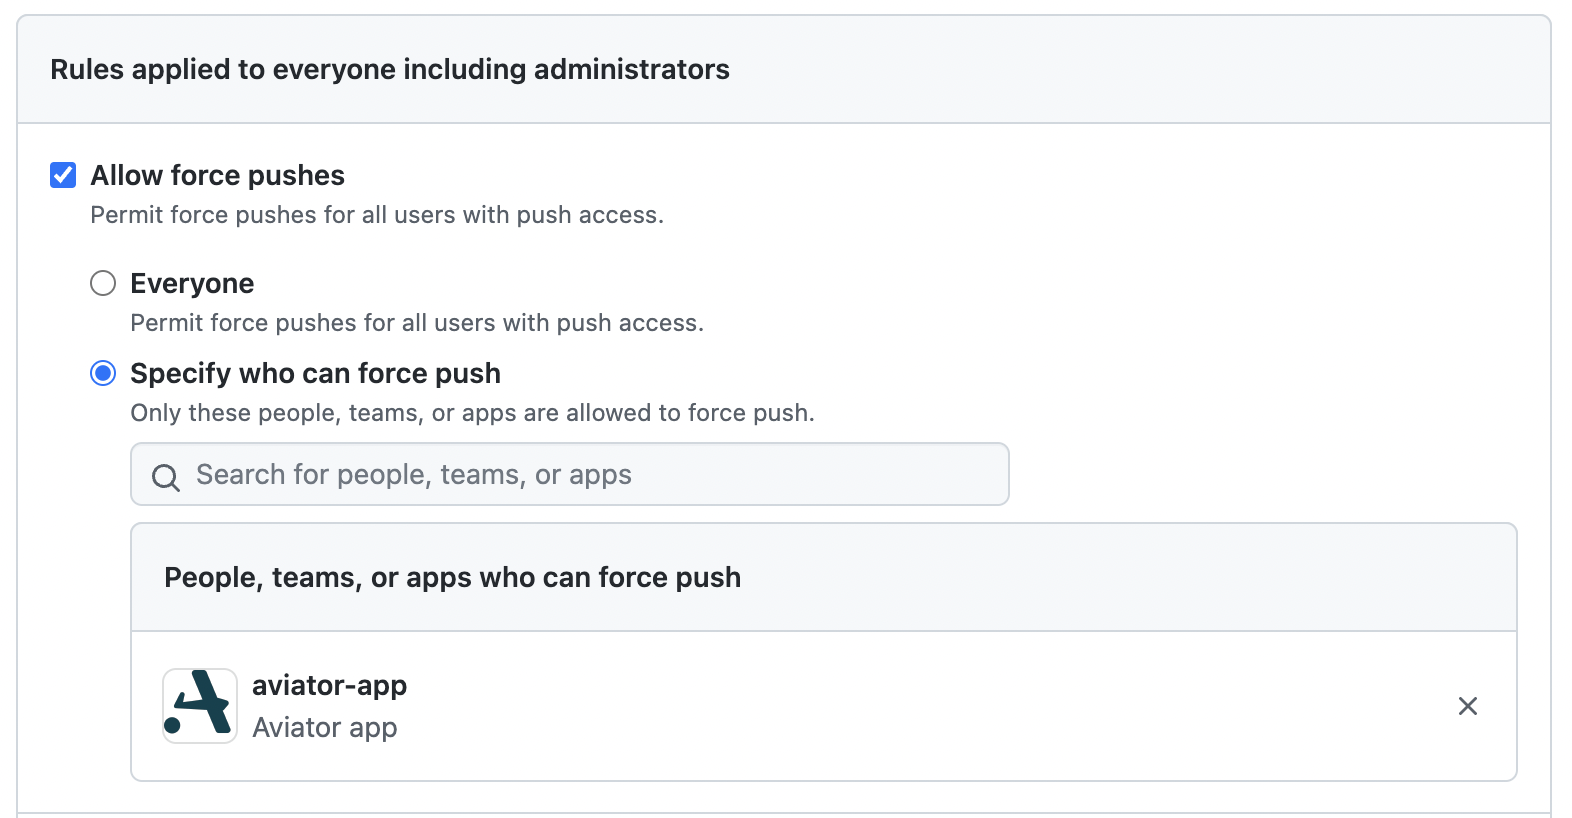 Rules applied to everyone including administrators
Allow force pushes
Permit force pushes for all users with push access.
Everyone
Permit force pushes for all users with push access.
Specify who can force push
Only these people, teams, or apps are allowed to force push.
Search for people, teams, or apps
People, teams, or apps who can force push
aviator-app
Aviator app